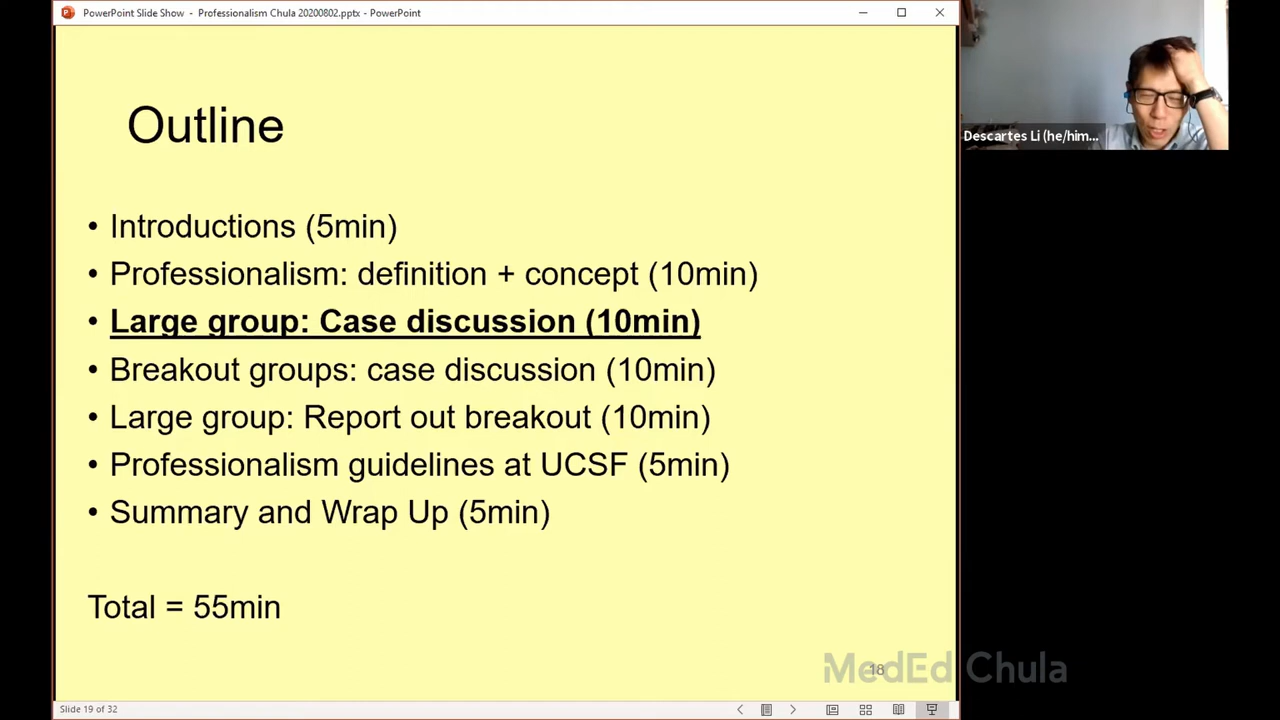 PowerPoint Slide Show - Professionalism Chula 20200802.pptx - PowerPoint
Outline
• Introductions (5min)
• Professionalism: definition + concept (10min)
• Large group: Case discussion (10min)
• Breakout groups: case discussion (10min)
• Large group: Report out breakout (10min)
• Professionalism guidelines at UCSF (5min)
• Summary and Wrap Up (5min)
Total = 55min
18
MedEd Chula
Slide 19 of 32
Descartes Li (he/him...